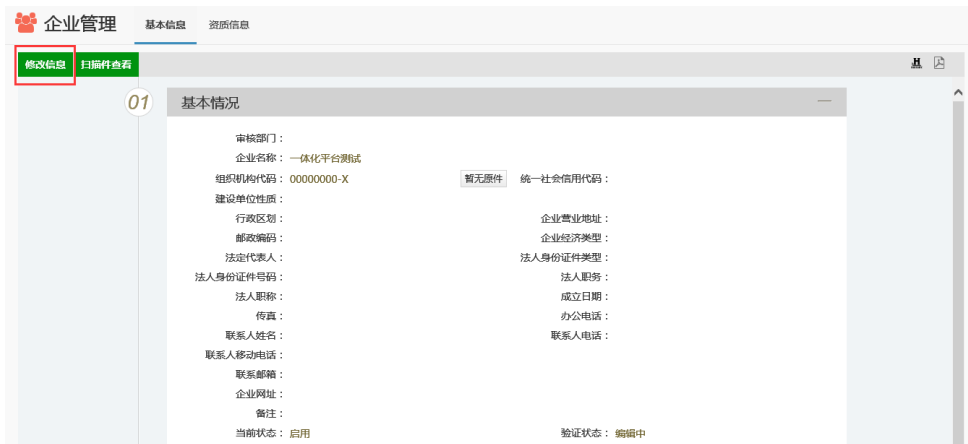 企业管理 基本信息 资质信息
修改信息 扫描件查看
01 基本情况
审核部门：
企业名称： 一体化平台测试
组织机构代码： 00000000-X 暂无原件 统一社会信用代码：
建设单位性质：
行政区划： 企业营业地址：
邮政编码： 企业经济类型：
法定代表人： 法人身份证件类型：
法人身份证件号码： 法人职务：
法人职称： 成立日期：
传真： 办公电话：
联系人姓名： 联系人电话：
联系人移动电话：
联系邮箱：
企业网址：
备注：
当前状态： 启用 验证状态： 编辑中